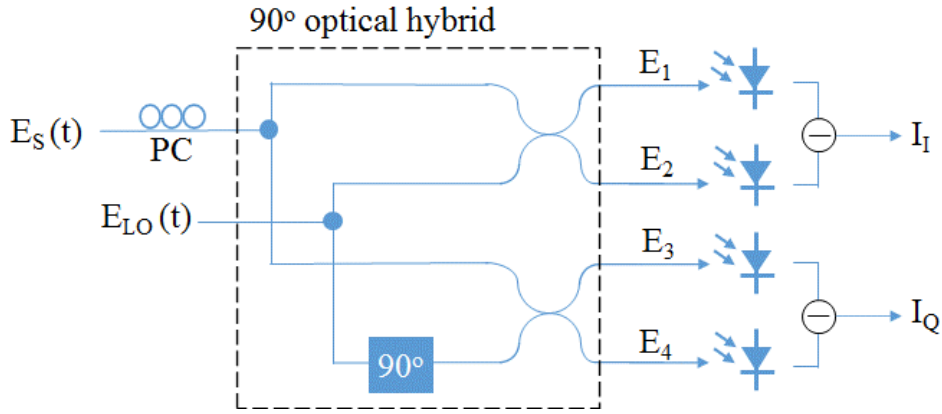 90° optical hybrid
E_S(t)
PC
E_LO(t)
90°
E_1
E_2
E_3
E_4
I_I
I_Q